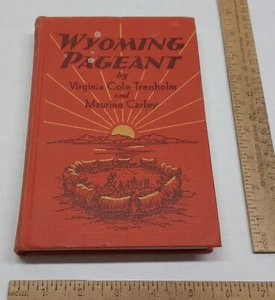 WYOMING
PAGEANT
by
Virginia Cole Trenholm
and
Maurine Carley